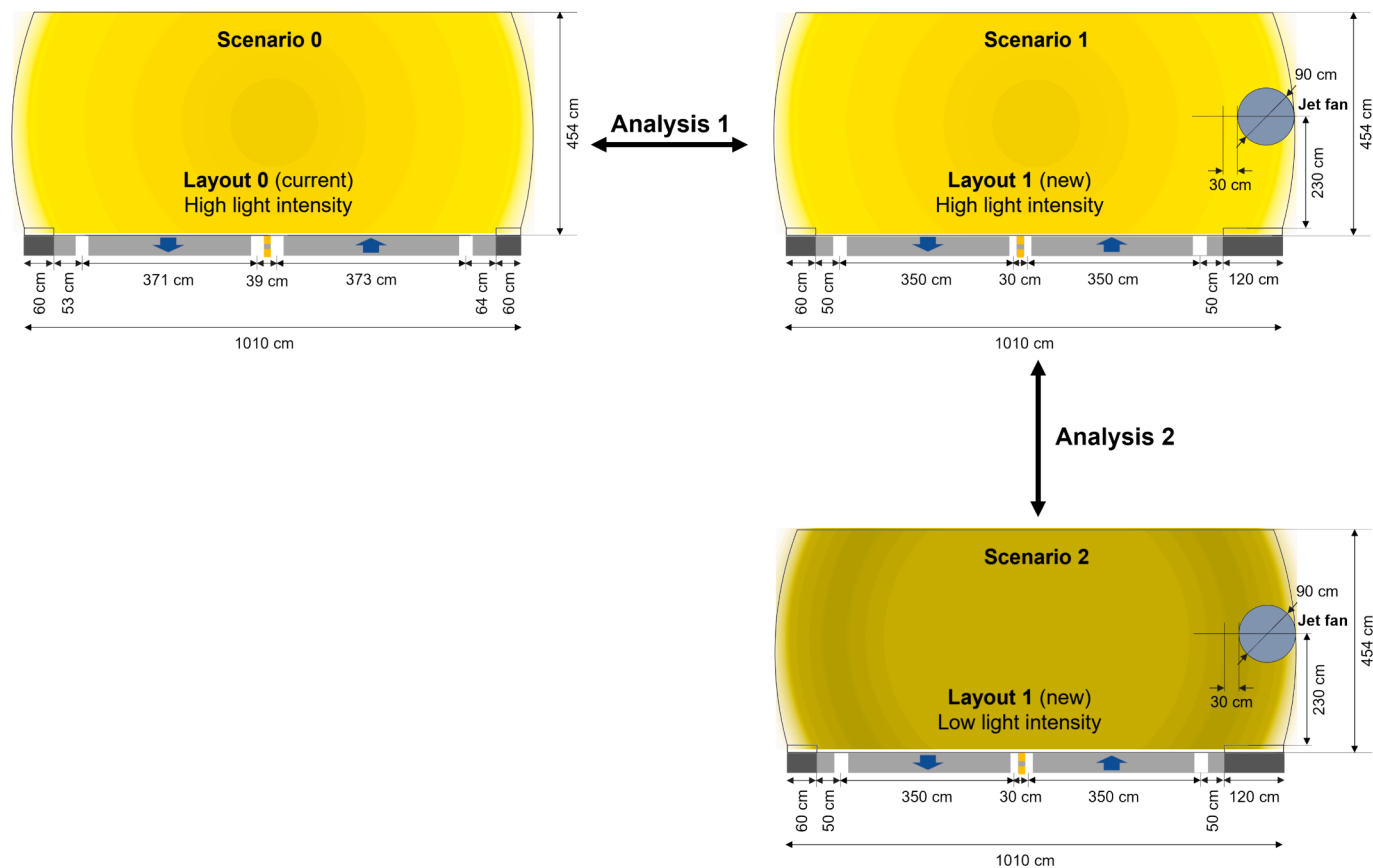 Scenario 0
Layout 0 (current)
High light intensity
454 cm
60 cm
53 cm
371 cm
39 cm
373 cm
64 cm
60 cm
1010 cm
Analysis 1
Scenario 1
90 cm
Jet fan
30 cm
230 cm
454 cm
Layout 1 (new)
High light intensity
60 cm
50 cm
350 cm
30 cm
350 cm
50 cm
120 cm
1010 cm
Analysis 2
Scenario 2
90 cm
Jet fan
30 cm
230 cm
454 cm
Layout 1 (new)
Low light intensity
60 cm
50 cm
350 cm
30 cm
350 cm
50 cm
120 cm
1010 cm